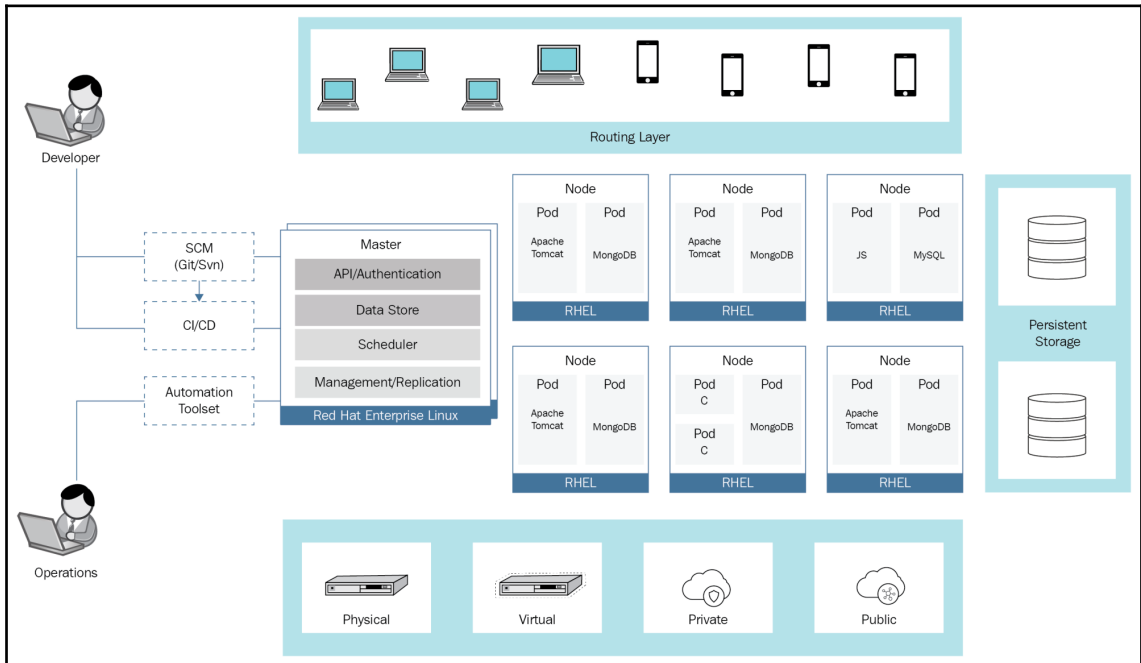 Routing Layer
Developer
SCM
(Git/Svn)
CI/CD
Automation
Toolset
Operations
Master
API/Authentication
Data Store
Scheduler
Management/Replication
Red Hat Enterprise Linux
Node
Pod
Apache
Tomcat
Pod
MongoDB
RHEL
Node
Pod
Apache
Tomcat
Pod
MongoDB
RHEL
Node
Pod
JS
Pod
MySQL
RHEL
Node
Pod
Apache
Tomcat
Pod
MongoDB
RHEL
Node
Pod
C
Pod
C
Pod
MongoDB
RHEL
Node
Pod
Apache
Tomcat
Pod
MongoDB
RHEL
Persistent
Storage
Physical
Virtual
Private
Public